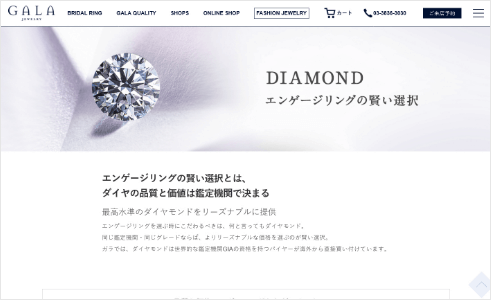 GALA
JEWELRY
BRIDAL RING
GALA QUALITY
SHOPS
ONLINE SHOP
FASHION JEWELRY
カート
03-3836-3030
ご来店予約
DIAMOND
エンゲージリングの賢い選択
エンゲージリングの賢い選択とは、
ダイヤの品質と価値は鑑定機関で決まる
最高水準のダイヤモンドをリーズナブルに提供
エンゲージリングを選ぶ時にこだわるべきは、何と言ってもダイヤモンド。
同じ鑑定機関・同じグレードならば、よりリーズナブルな価格を選ぶのが賢い選択。
ガラでは、ダイヤモンドは世界的な鑑定機関GIAの資格を持つバイヤーが海外から直接買い付けています。